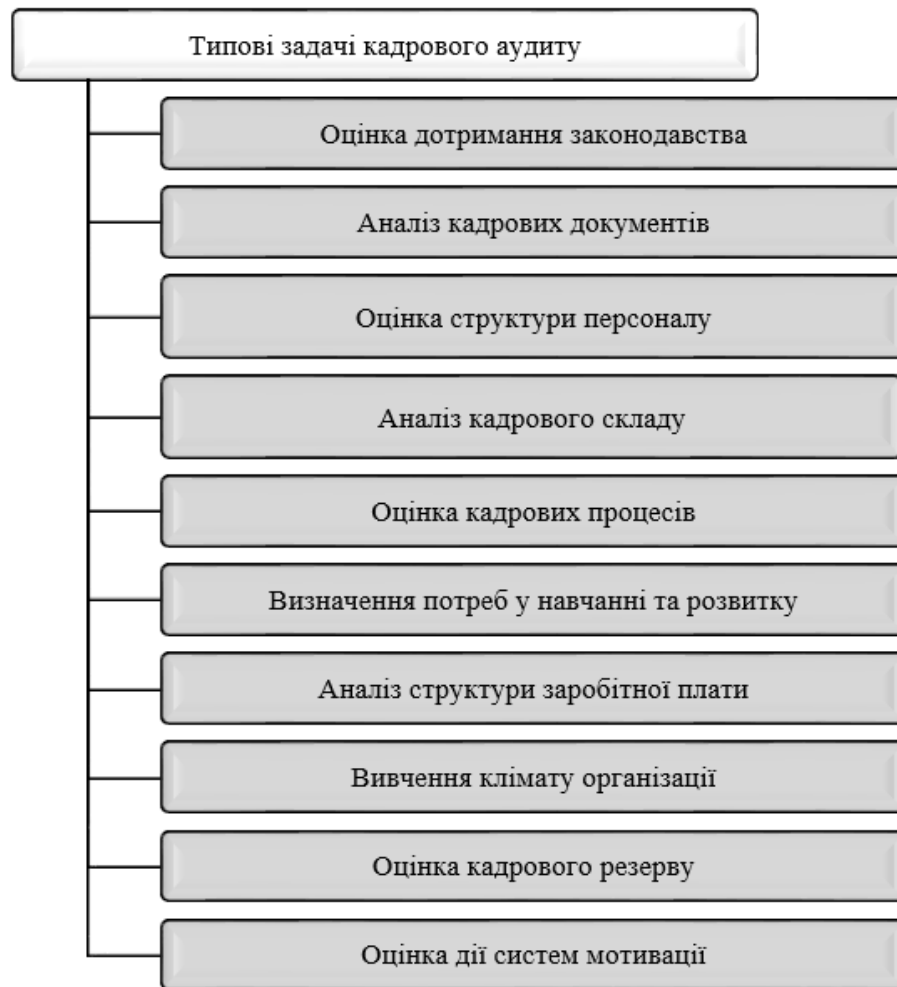 Типові задачі кадрового аудиту
Оцінка дотримання законодавства
Аналіз кадрових документів
Оцінка структури персоналу
Аналіз кадрового складу
Оцінка кадрових процесів
Визначення потреб у навчанні та розвитку
Аналіз структури заробітної плати
Вивчення клімату організації
Оцінка кадрового резерву
Оцінка дії систем мотивації